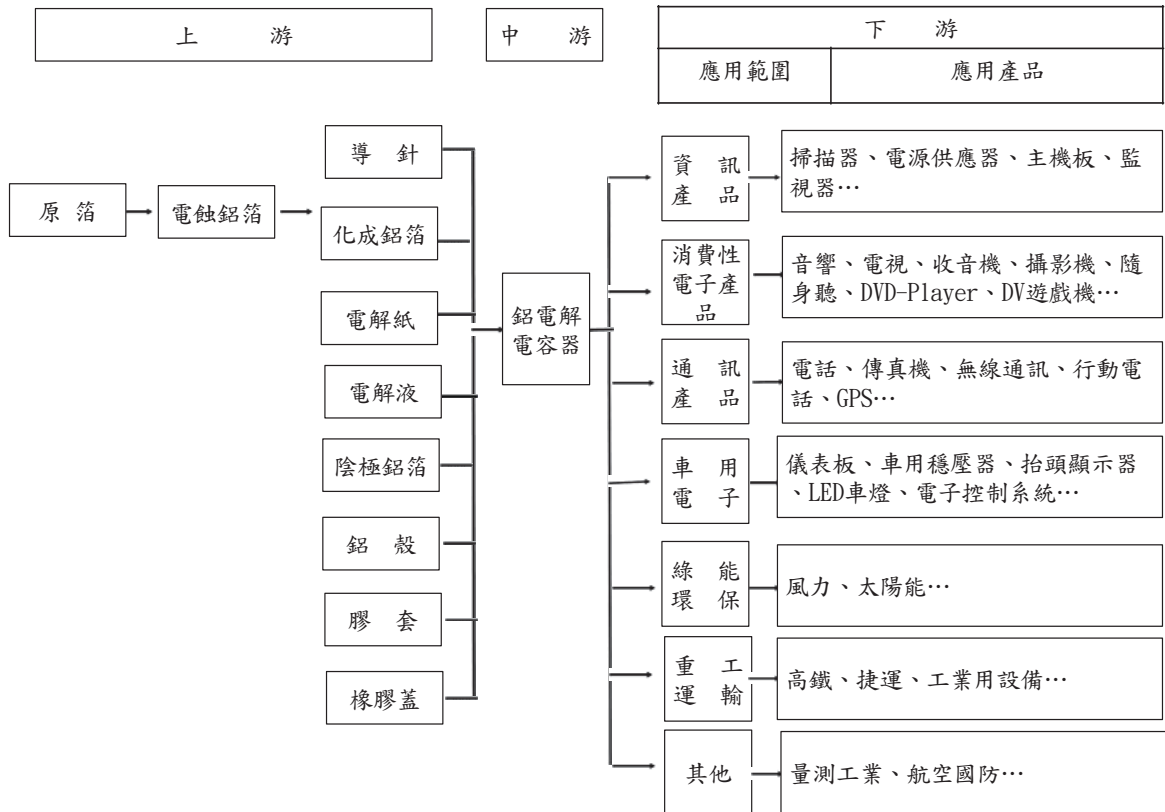 上 游
中 游
下 游
應用範圍
應用產品
導 針
原 箔
電蝕鋁箔
化成鋁箔
電解紙
電解液
陰極鋁箔
鋁 殼
膠 套
橡膠蓋
鋁電解
電容器
資 訊
產 品
掃描器、電源供應器、主機板、監
視器…
消費性
電子產
品
音響、電視、收音機、攝影機、隨
身聽、DVD-Player、DV遊戲機…
通 訊
產 品
電話、傳真機、無線通訊、行動電
話、GPS…
車 用
電 子
儀表板、車用穩壓器、抬頭顯示器
、LED車燈、電子控制系統…
綠 能
環 保
風力、太陽能…
重 工
運 輸
高鐵、捷運、工業用設備…
其他
量測工業、航空國防…